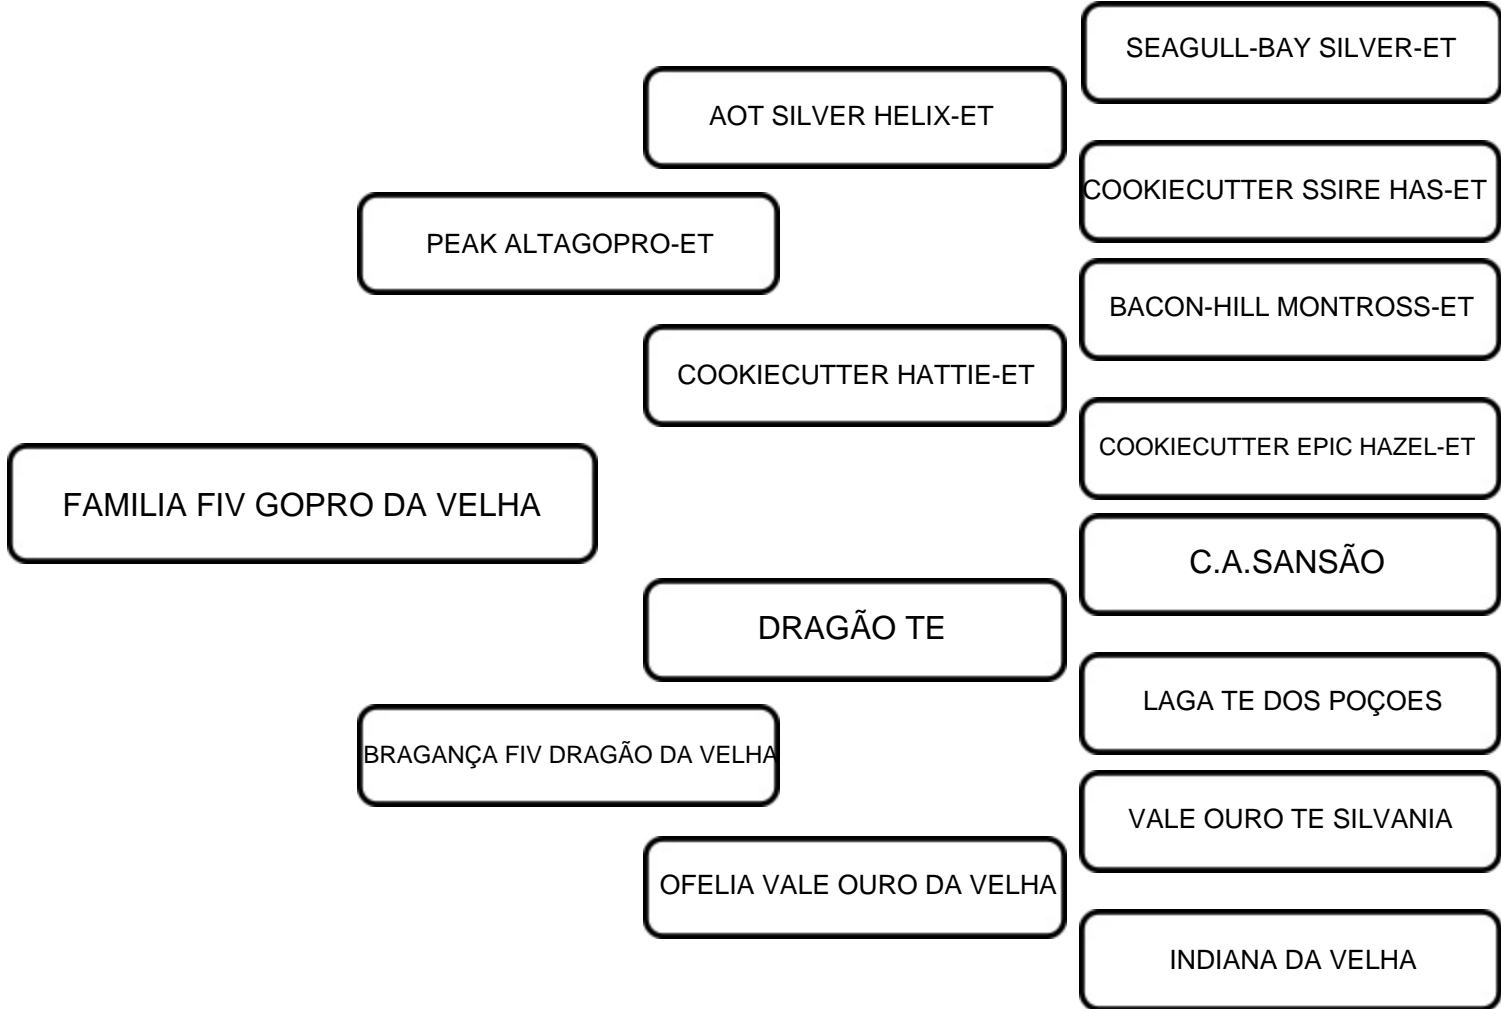 SEAGULL-BAY SILVER-ET
AOT SILVER HELIX-ET
COOKIECUTTER SSIRE HAS-ET
PEAK ALTAGOPRO-ET
BACON-HILL MONTROSS-ET
COOKIECUTTER HATTIE-ET
COOKIECUTTER EPIC HAZEL-ET
FAMILIA FIV GOPRO DA VELHA
C.A.SANSÃO
DRAGÃO TE
LAGA TE DOS POÇOES
BRAGANÇA FIV DRAGÃO DA VELHA
VALE OURO TE SILVANIA
OFELIA VALE OURO DA VELHA
INDIANA DA VELHA